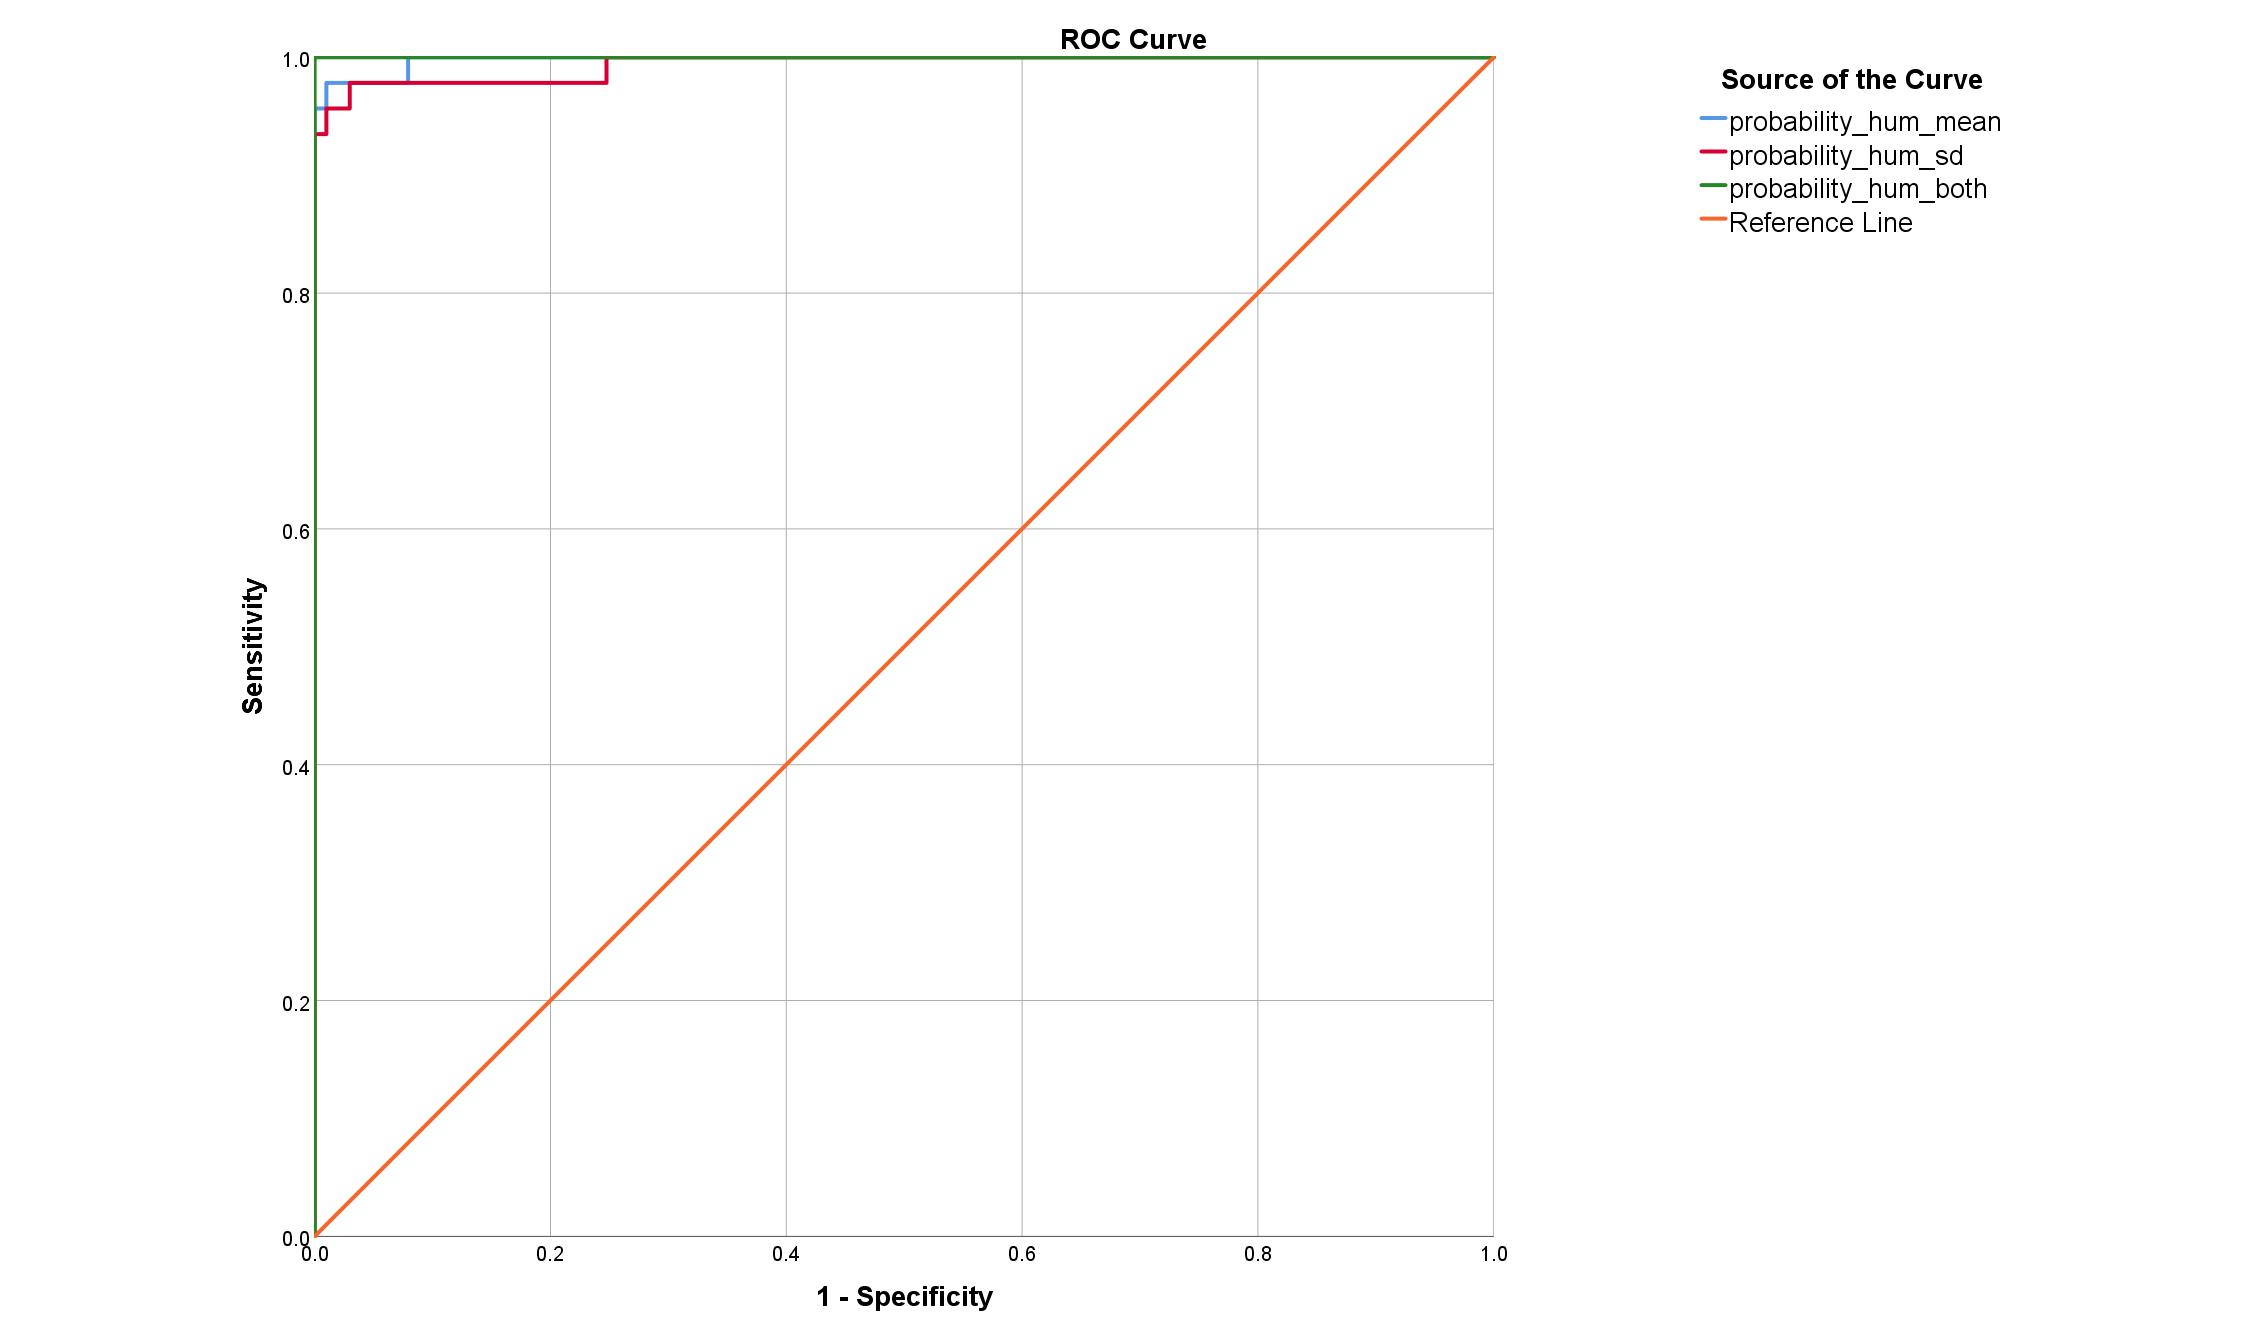 ROC Curve
Source of the Curve
probability_hum_mean
probability_hum_sd
probability_hum_both
Reference Line
Sensitivity
1.0
0.8
0.6
0.4
0.2
0.0
0.0 0.2 0.4 0.6 0.8 1.0
1 - Specificity